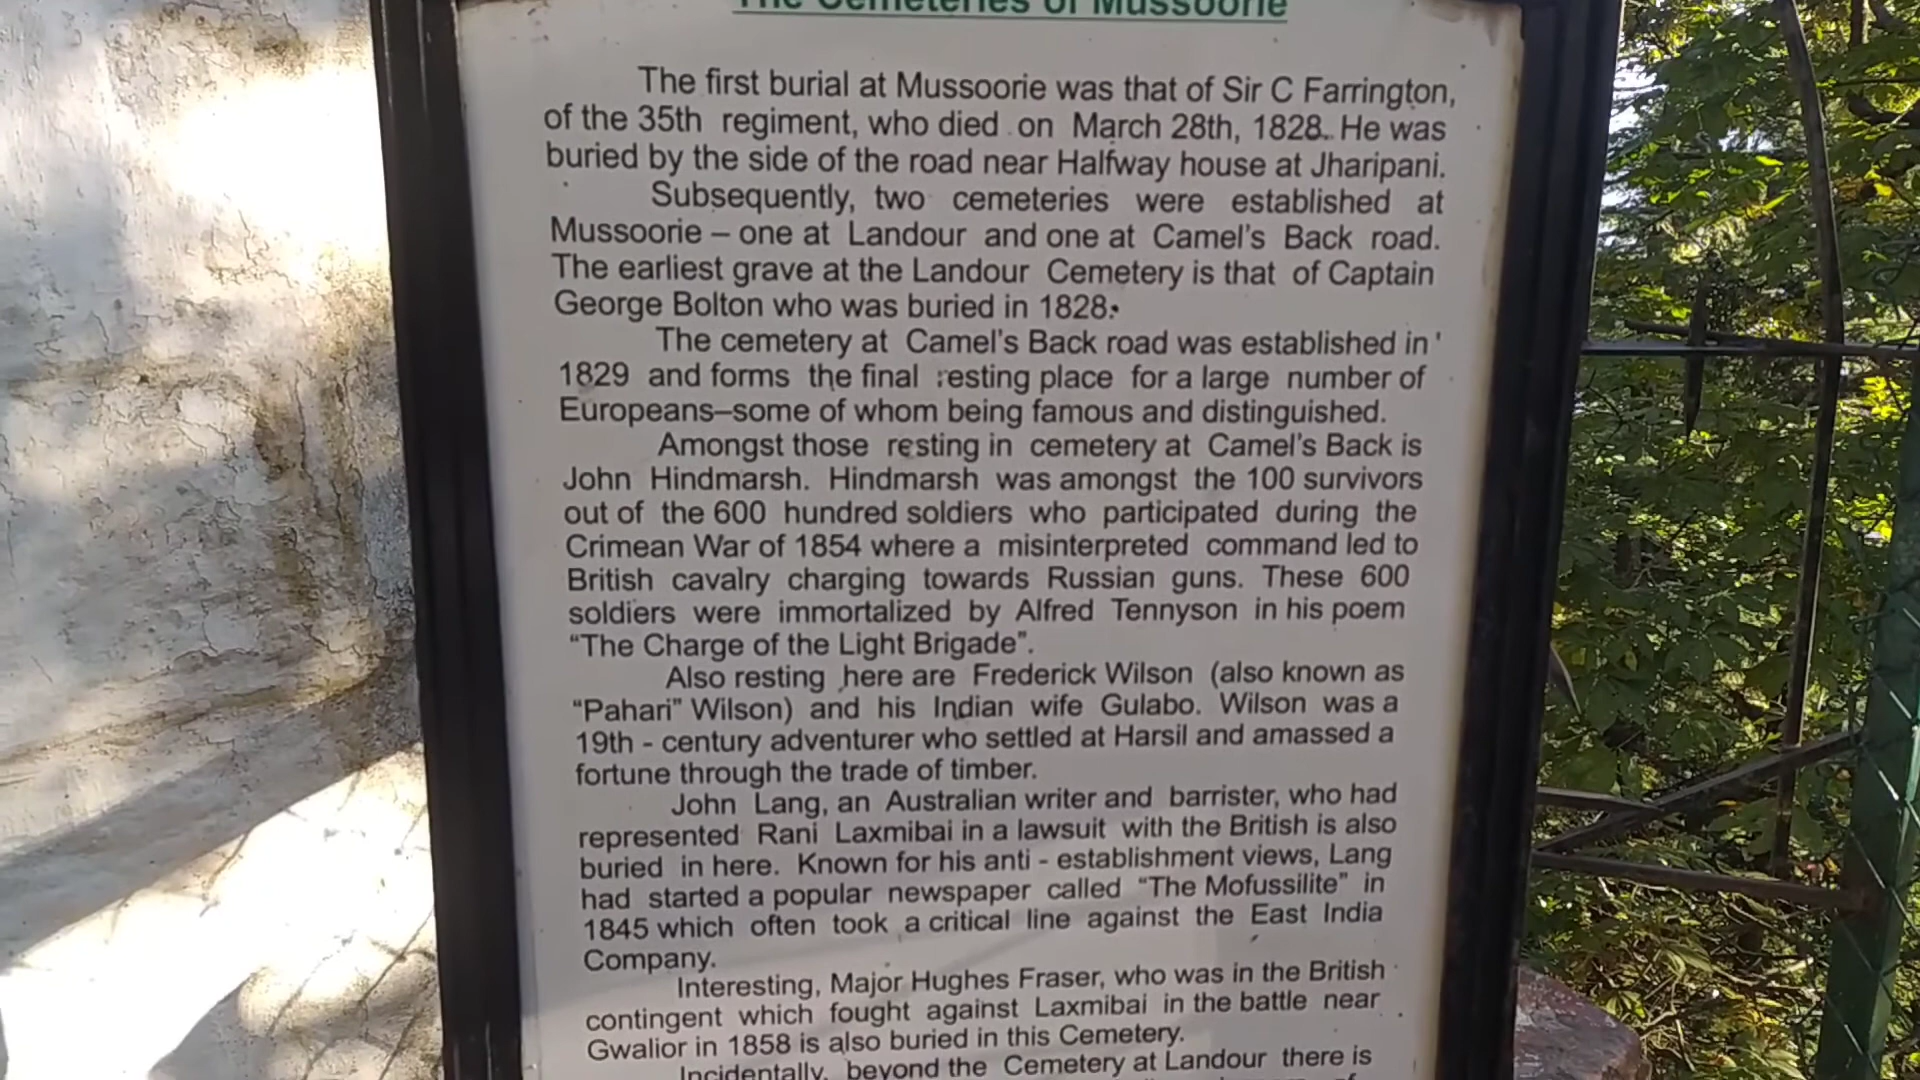 The Cemeteries of Mussoorie
The first burial at Mussoorie was that of Sir C Farrington,
of the 35th regiment, who died on March 28th, 1828. He was
buried by the side of the road near Halfway house at Jharipani.
Subsequently, two cemeteries were established at
Mussoorie – one at Landour and one at Camel's Back road.
The earliest grave at the Landour Cemetery is that of Captain
George Bolton who was buried in 1828.
The cemetery at Camel's Back road was established in
1829 and forms the final resting place for a large number of
Europeans–some of whom being famous and distinguished.
Amongst those resting in cemetery at Camel's Back is
John Hindmarsh. Hindmarsh was amongst the 100 survivors
out of the 600 hundred soldiers who participated during the
Crimean War of 1854 where a misinterpreted command led to
British cavalry charging towards Russian guns. These 600
soldiers were immortalized by Alfred Tennyson in his poem
“The Charge of the Light Brigade”.
Also resting here are Frederick Wilson (also known as
“Pahari” Wilson) and his Indian wife Gulabo. Wilson was a
19th - century adventurer who settled at Harsil and amassed a
fortune through the trade of timber.
John Lang, an Australian writer and barrister, who had
represented Rani Laxmibai in a lawsuit with the British is also
buried in here. Known for his anti - establishment views, Lang
had started a popular newspaper called “The Mofussilite” in
1845 which often took a critical line against the East India
Company.
Interesting, Major Hughes Fraser, who was in the British
contingent which fought against Laxmibai in the battle near
Gwalior in 1858 is also buried in this Cemetery.
Incidentally, beyond the Cemetery at Landour there is